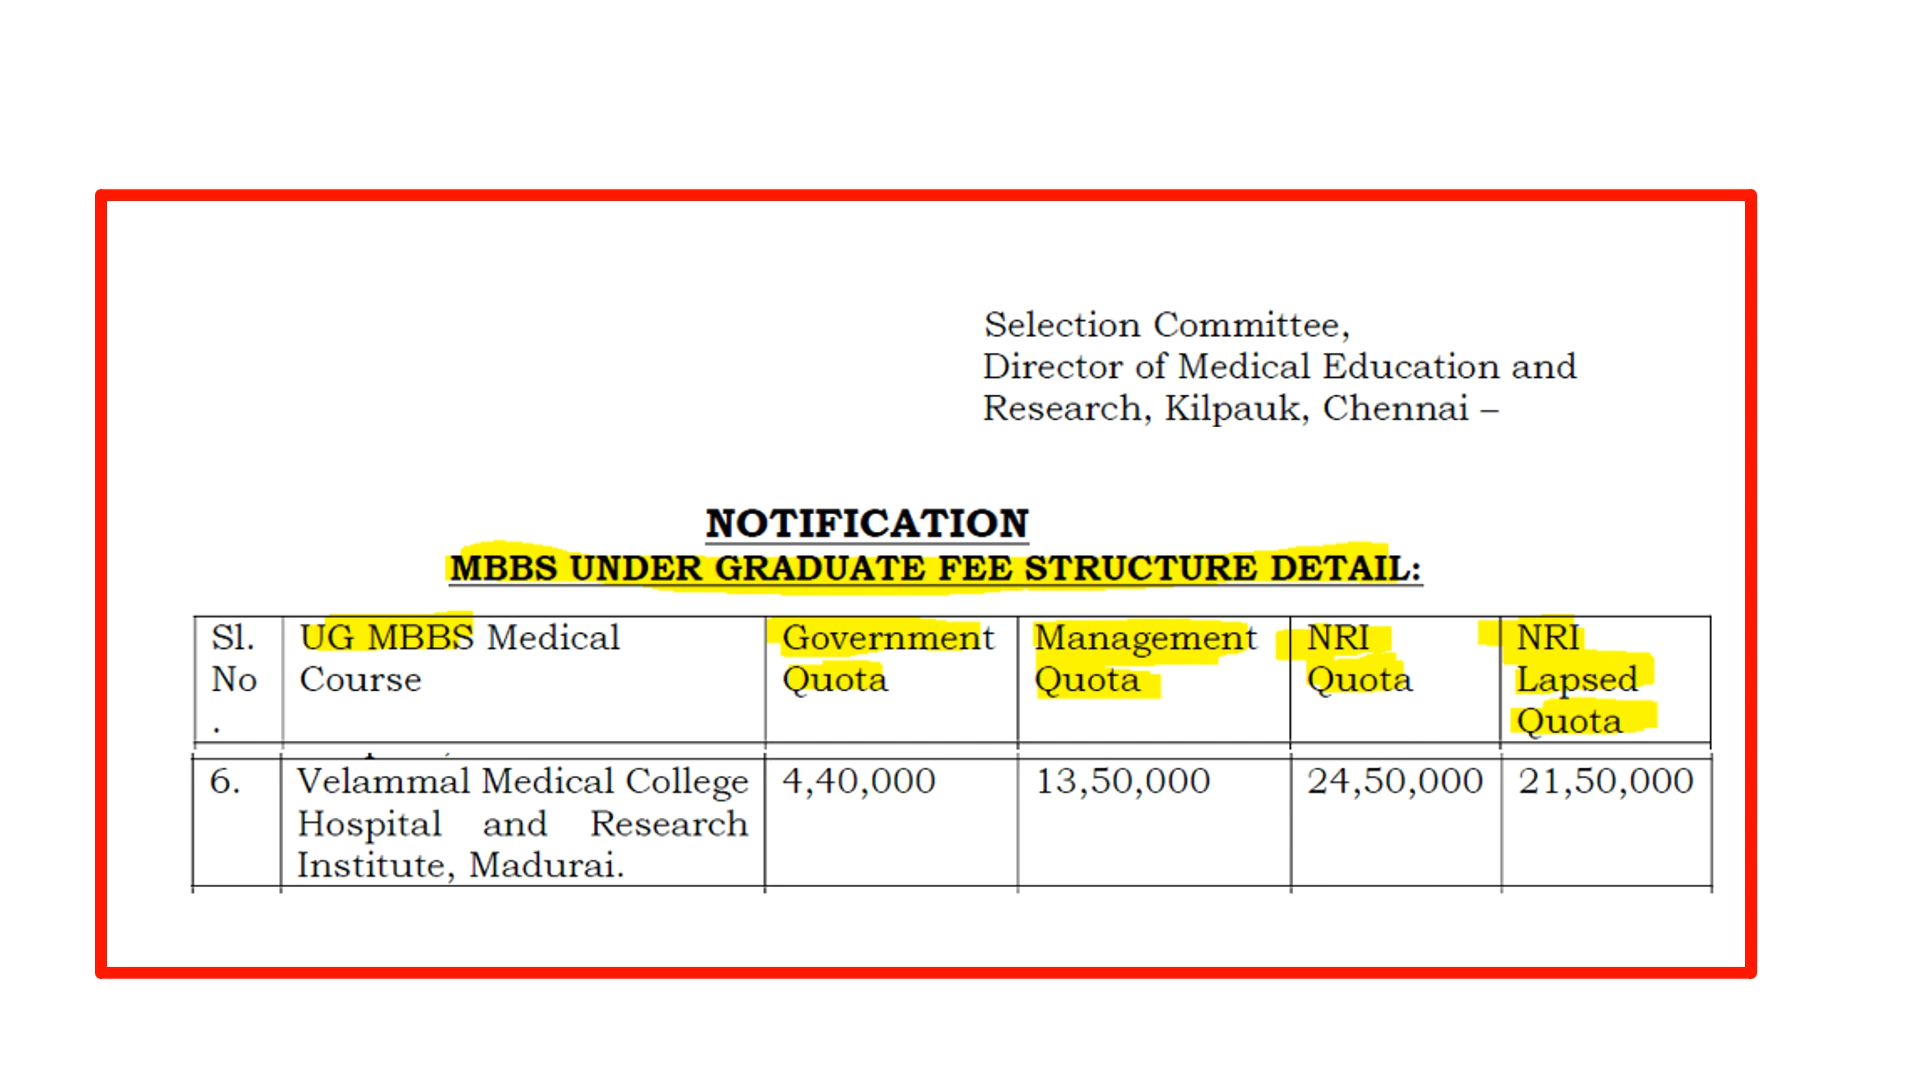 Selection Committee,
Director of Medical Education and
Research, Kilpauk, Chennai –
NOTIFICATION
MBBS UNDER GRADUATE FEE STRUCTURE DETAIL:
Sl. No . UG MBBS Medical Course Government Quota Management Quota NRI Quota NRI Lapsed Quota
6. Velammal Medical College 4,40,000 13,50,000 24,50,000 21,50,000
Hospital and Research
Institute, Madurai.